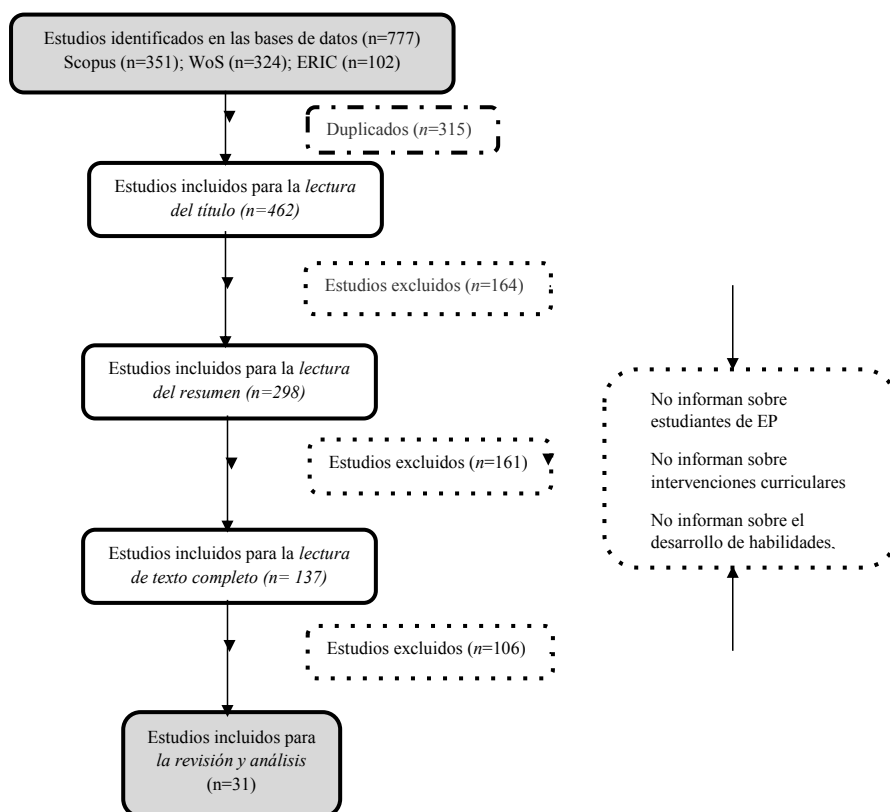 Estudios identificados en las bases de datos (n=777)
Scopus (n=351); WoS (n=324); ERIC (n=102)
Duplicados (n=315)
Estudios incluidos para la lectura
del título (n=462)
Estudios excluidos (n=164)
Estudios incluidos para la lectura
del resumen (n=298)
Estudios excluidos (n=161)
Estudios incluidos para la lectura
de texto completo (n= 137)
Estudios excluidos (n=106)
Estudios incluidos para
la revisión y análisis
(n=31)
No informan sobre
estudiantes de EP
No informan sobre
intervenciones curriculares
No informan sobre el
desarrollo de habilidades.